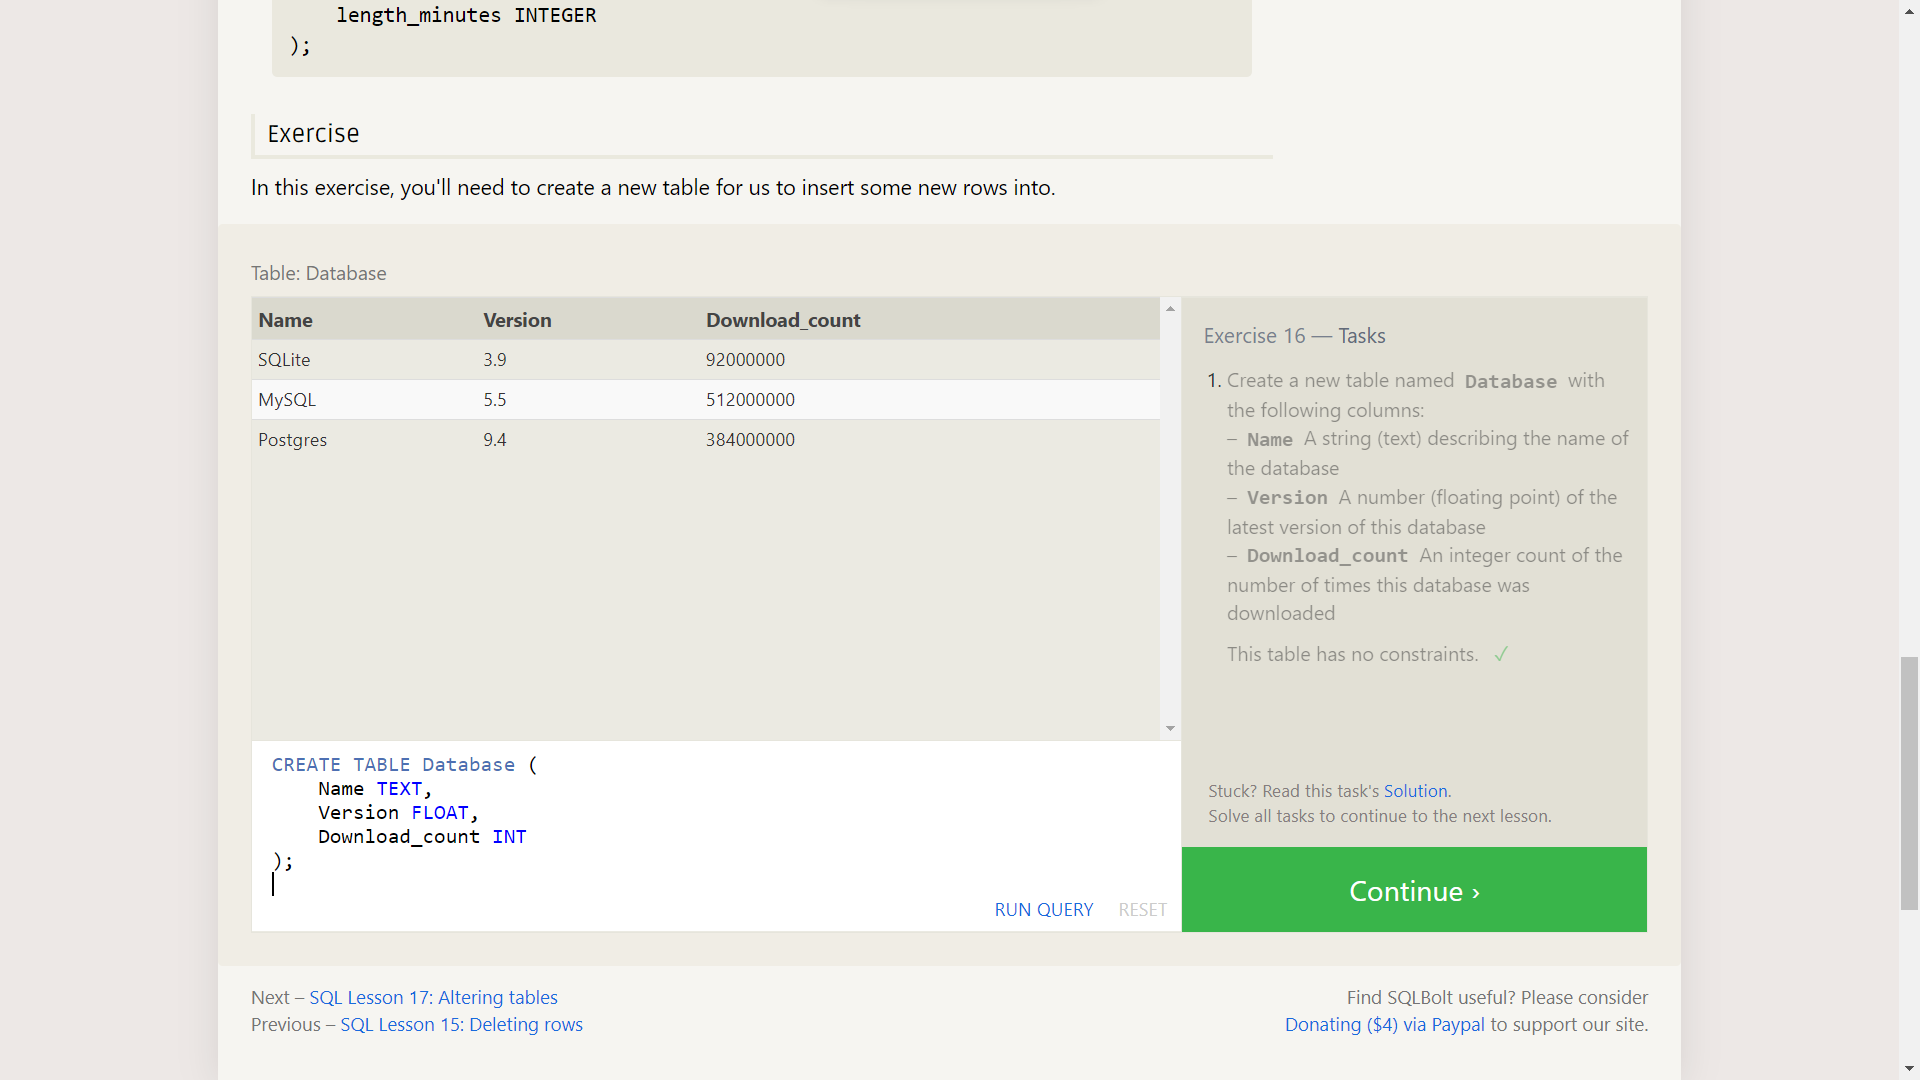 length_minutes INTEGER
);
Exercise
In this exercise, you'll need to create a new table for us to insert some new rows into.
Table: Database
Name Version Download_count
SQLite 3.9 92000000
MySQL 5.5 512000000
Postgres 9.4 384000000
Exercise 16 — Tasks
1. Create a new table named Database with
the following columns:
– Name A string (text) describing the name of
the database
– Version A number (floating point) of the
latest version of this database
– Download_count An integer count of the
number of times this database was
downloaded
This table has no constraints. ✓
CREATE TABLE Database (
Name TEXT,
Version FLOAT,
Download_count INT
);
RUN QUERY RESET
Stuck? Read this task's Solution.
Solve all tasks to continue to the next lesson.
Continue ›
Next – SQL Lesson 17: Altering tables
Previous – SQL Lesson 15: Deleting rows
Find SQLBolt useful? Please consider
Donating ($4) via Paypal to support our site.